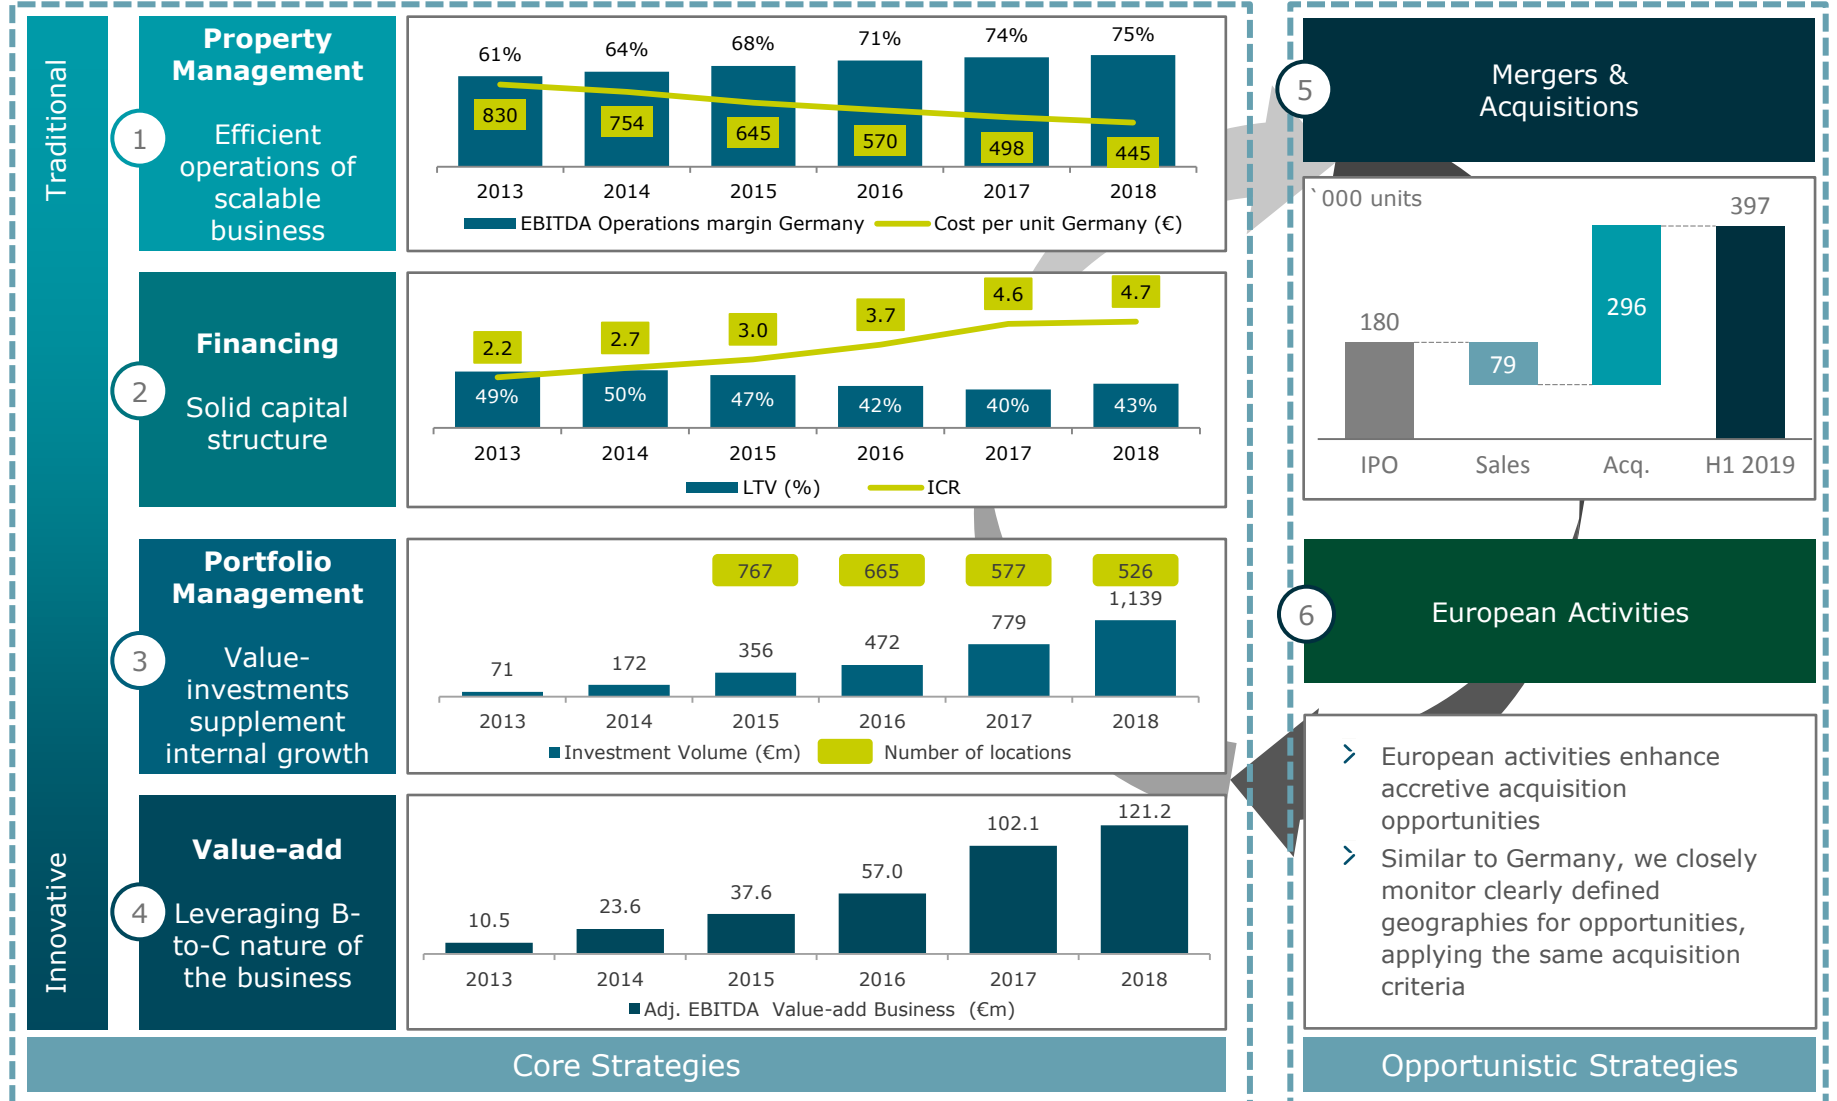 Traditional
Innovative
1
Property
Management
Efficient
operations of
scalable
business
61%
64%
68%
71%
74%
75%
830
754
645
570
498
445
2013
2014
2015
2016
2017
2018
EBITDA Operations margin Germany
Cost per unit Germany (€)
2
Financing
Solid capital
structure
2.2
2.7
3.0
3.7
4.6
4.7
49%
50%
47%
42%
40%
43%
2013
2014
2015
2016
2017
2018
LTV (%)
ICR
3
Portfolio
Management
Value-
investments
supplement
internal growth
767
665
577
526
71
172
356
472
779
1,139
2013
2014
2015
2016
2017
2018
Investment Volume (€m)
Number of locations
4
Value-add
Leveraging B-
to-C nature of
the business
10.5
23.6
37.6
57.0
102.1
121.2
2013
2014
2015
2016
2017
2018
Adj. EBITDA Value-add Business (€m)
Core Strategies
5
Mergers &
Acquisitions
`000 units
180
79
296
397
IPO
Sales
Acq.
H1 2019
6
European Activities
European activities enhance
accretive acquisition
opportunities
Similar to Germany, we closely
monitor clearly defined
geographies for opportunities,
applying the same acquisition
criteria
Opportunistic Strategies